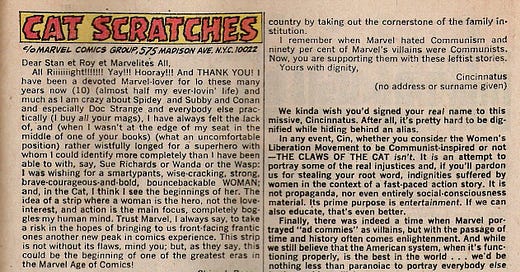 CAT SCRATCHES
c/o MARVEL COMICS GROUP, 575 MADISON AVE. N.Y.C. 10022
Dear Stan et Roy et Marvelites All,
All Riiiiiight!!!!!!! Yay!!! Hooray!! And THANK YOU! I
have been a devoted Marvel-lover for lo these many
years now (10) (almost half my ever-lovin' life) and
much as I am crazy about Spidey and Subby and Conan
and especially Doc Strange and everybody else prac-
tically (I buy all your mags), I have always felt the lack
of, and (when I wasn't at the edge of my seat in the
middle of one of your books) (what an uncomfortable
position) rather wistfully longed for a superhero with
whom I could identify more completely than I have been
able to with, say, Sue Richards or Wanda or the Wasp:
I was wishing for a smartypants, wise-cracking, strong,
brave-courageous-and-bold, bouncebackable WOMAN;
and, in the Cat, I think I see the beginnings of her. The
idea of a strip where a woman is the hero, not the love
interest, and action is the main focus, completely bog-
gles my human mind. Trust Marvel, I always say, to take
a risk in the hopes of bringing to us front-facing frantic
ones another new peak in comics experience. This strip
is not without its flaws, mind you; but, as they say, this
could be the beginning of one of the greatest eras in
the Marvel Age of Comics!
country by taking out the cornerstone of the family in-
stitution.
I remember when Marvel hated Communism and
ninety per cent of Marvel's villains were Communists.
Now, you are supporting them with these leftist stories.
Yours with dignity,
Cincinnatus
(no address or surname given)
We kinda wish you'd signed your real name to this
missive, Cincinnatus. After all, it's pretty hard to be dig-
nified while hiding behind an alias.
In any event, Cin, whether you consider the Women's
Liberation Movement to be Communist-inspired or not
—THE CLAWS OF THE CAT isn't. It is an attempt to
portray some of the real injustices and, if you'll pardon
us for stealing your root word, indignities suffered by
women in the context of a fast-paced action story. It is
not propaganda, nor even entirely social-consciousness
material. Its prime purpose is entertainment. If we can
also educate, that's even better.
Finally, there was indeed a time when Marvel por-
trayed "ad commies" as villains, but with the passage of
time and history often comes enlightenment. And while
we still believe that the American system, when it's func-
tioning properly, is the best in the world . . . we'd be
nothing less than paranoiac to portray everybody else